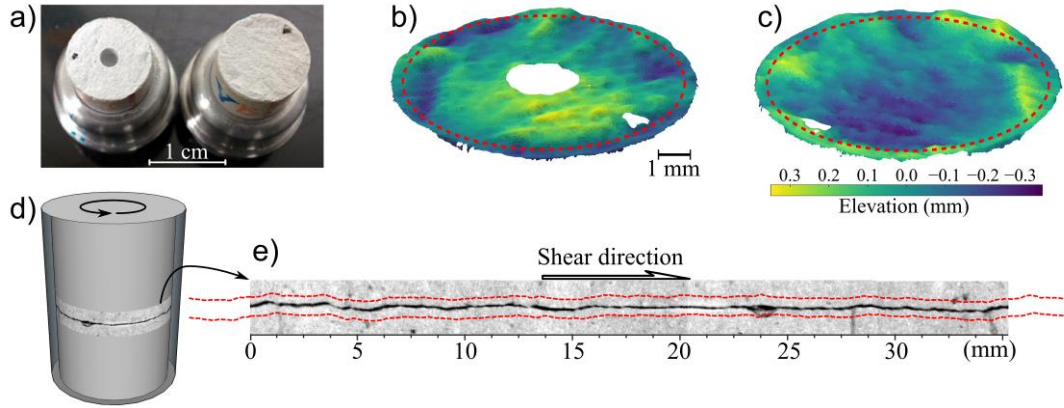 a)
1 cm
b)
1 mm
c)
0.3 0.2 0.1 0.0 −0.1 −0.2 −0.3
Elevation (mm)
d)
e)
Shear direction
0 5 10 15 20 25 30 (mm)